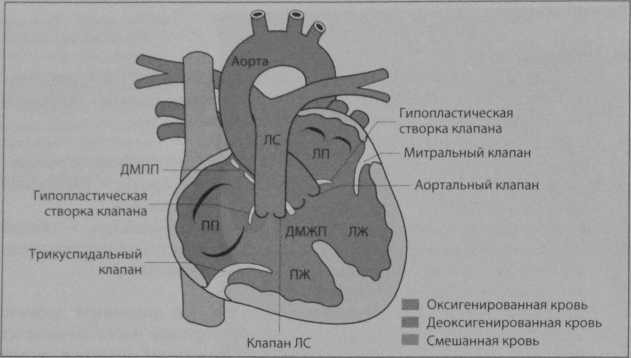 Аорта
Гипопластическая
створка клапана
ЛС
ЛП
Митральный клапан
ДМПП
Аортальный клапан
Гипопластическая
створка клапана
ПП
ДМЖП
ЛЖ
Трикуспидальный
клапан
ПЖ
Оксигенированная кровь
Деоксигенированная кровь
Смешанная кровь
Клапан ЛС